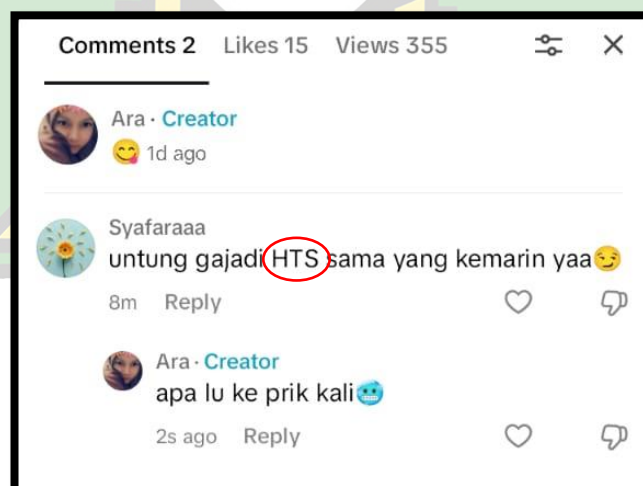 Comments 2 Likes 15 Views 355
Ara · Creator
😋 1d ago
Syafaraaa
untung gajadi HTS sama yang kemarin yaa😏
8m Reply
Ara · Creator
apa lu ke prik kali🥶
2s ago Reply